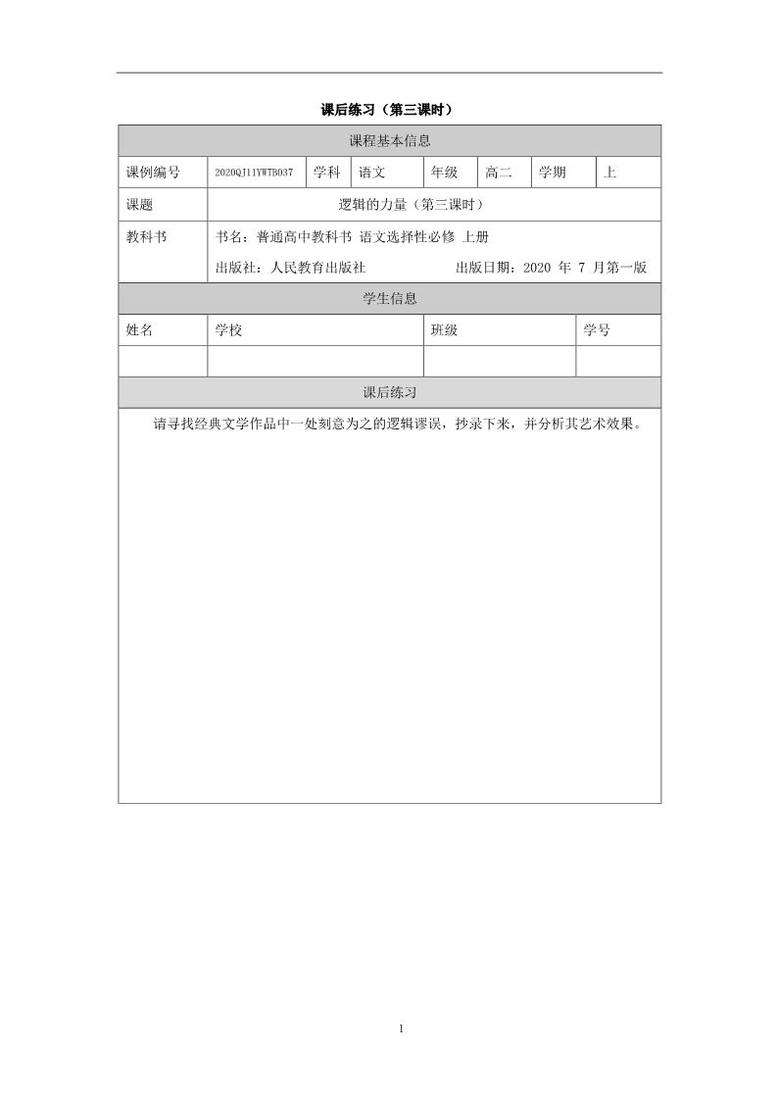 课后练习（第三课时）
课程基本信息
课例编号 2020QJ11YWTB037 学科 语文 年级 高二 学期 上
课题 逻辑的力量（第三课时）
教科书 书名：普通高中教科书 语文选择性必修 上册
出版社：人民教育出版社 出版日期：2020 年 7 月第一版
学生信息
姓名 学校 班级 学号
课后练习
请寻找经典文学作品中一处刻意为之的逻辑谬误，抄录下来，并分析其艺术效果。
1